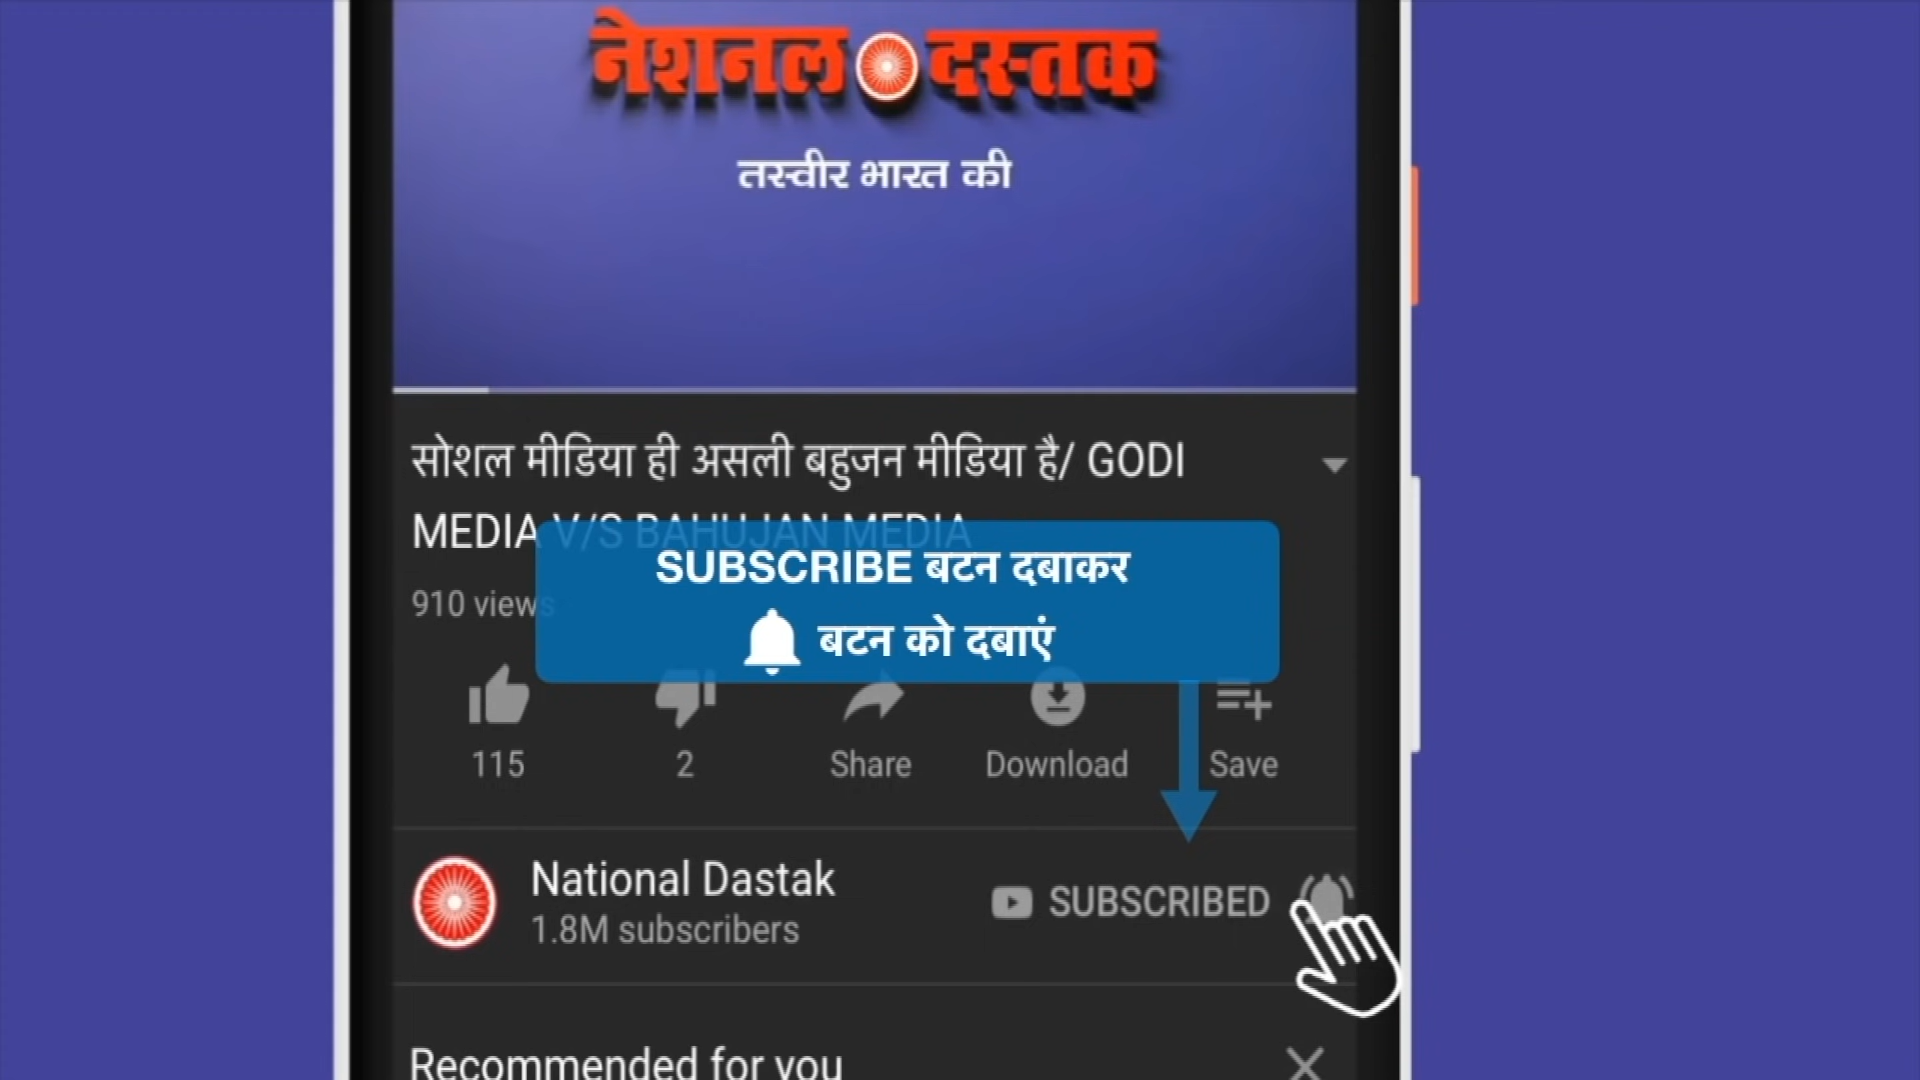 नेशनल दस्तक
तस्वीर भारत की
सोशल मीडिया ही असली बहुजन मीडिया है/ GODI
MEDIA V/S BAHUJAN MEDIA
SUBSCRIBE बटन दबाकर
बटन को दबाएं
910 views
115
2
Share
Download
Save
National Dastak
1.8M subscribers
SUBSCRIBED
Recommended for you